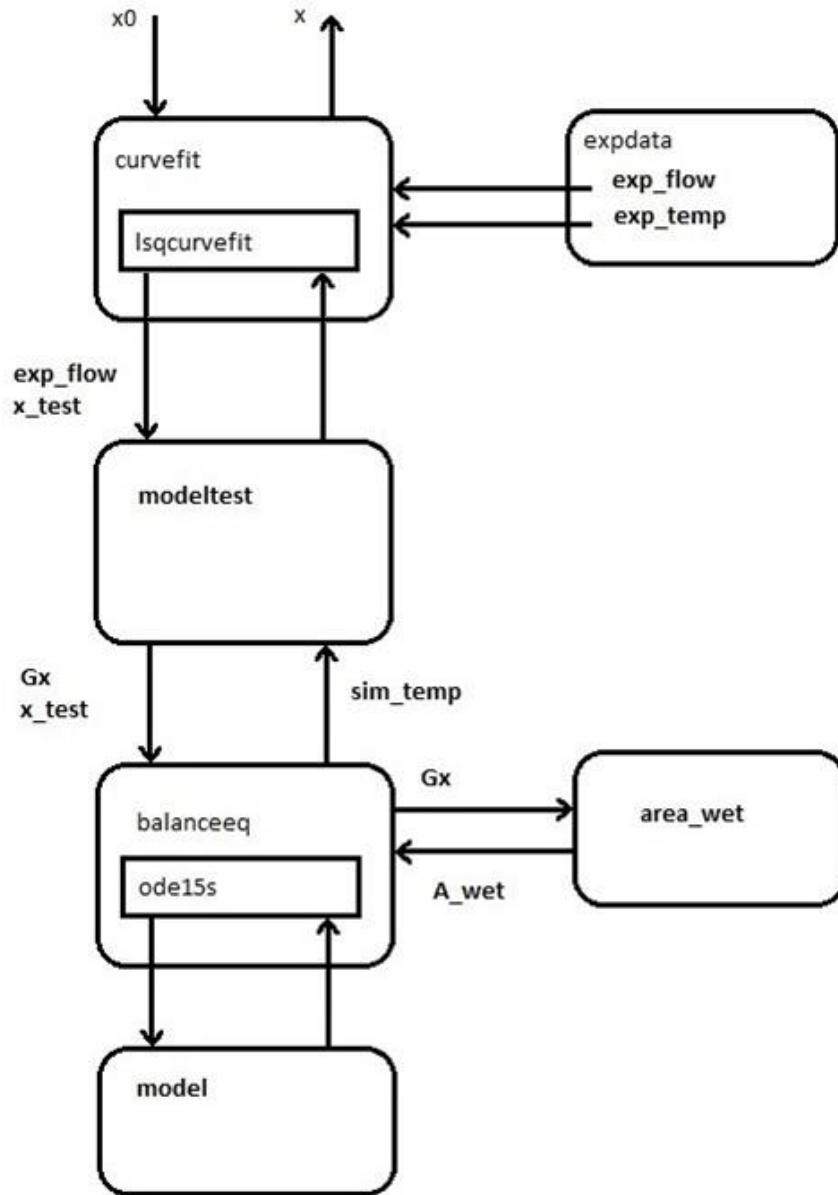 x0
x
curvefit
lsqcurvefit
expdata
exp_flow
exp_temp
exp_flow
x_test
modeltest
Gx
x_test
sim_temp
balanceeq
ode15s
Gx
A_wet
area_wet
model